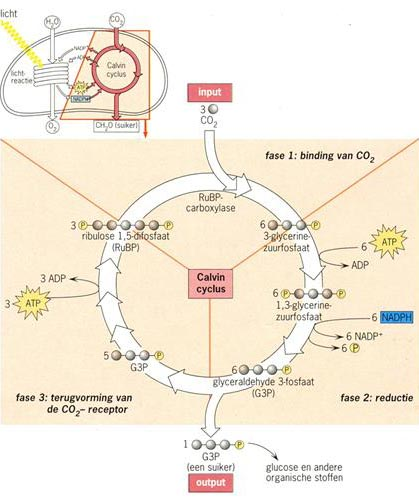 licht
H₂O
CO₂
NADP⁺
ADP
licht-
reactie
Calvin
cyclus
ATP
NADPH
O₂
CH₂O (suiker)
input
3
CO₂
fase 1: binding van CO₂
RuBP-
carboxylase
3 P P
ribulose 1,5-difosfaat
(RuBP)
6 P
3-glycerine-
zuurfosfaat
6 ATP
ADP
3 ADP
3 ATP
Calvin
cyclus
6 P P
1,3-glycerine-
zuurfosfaat
6 NADPH
6 NADP⁺
6 P
5 P
G3P
6 P
glyceraldehyde 3-fosfaat
(G3P)
fase 3: terugvorming van
de CO₂– receptor
fase 2: reductie
1 P
G3P
(een suiker)
output
glucose en andere
organische stoffen